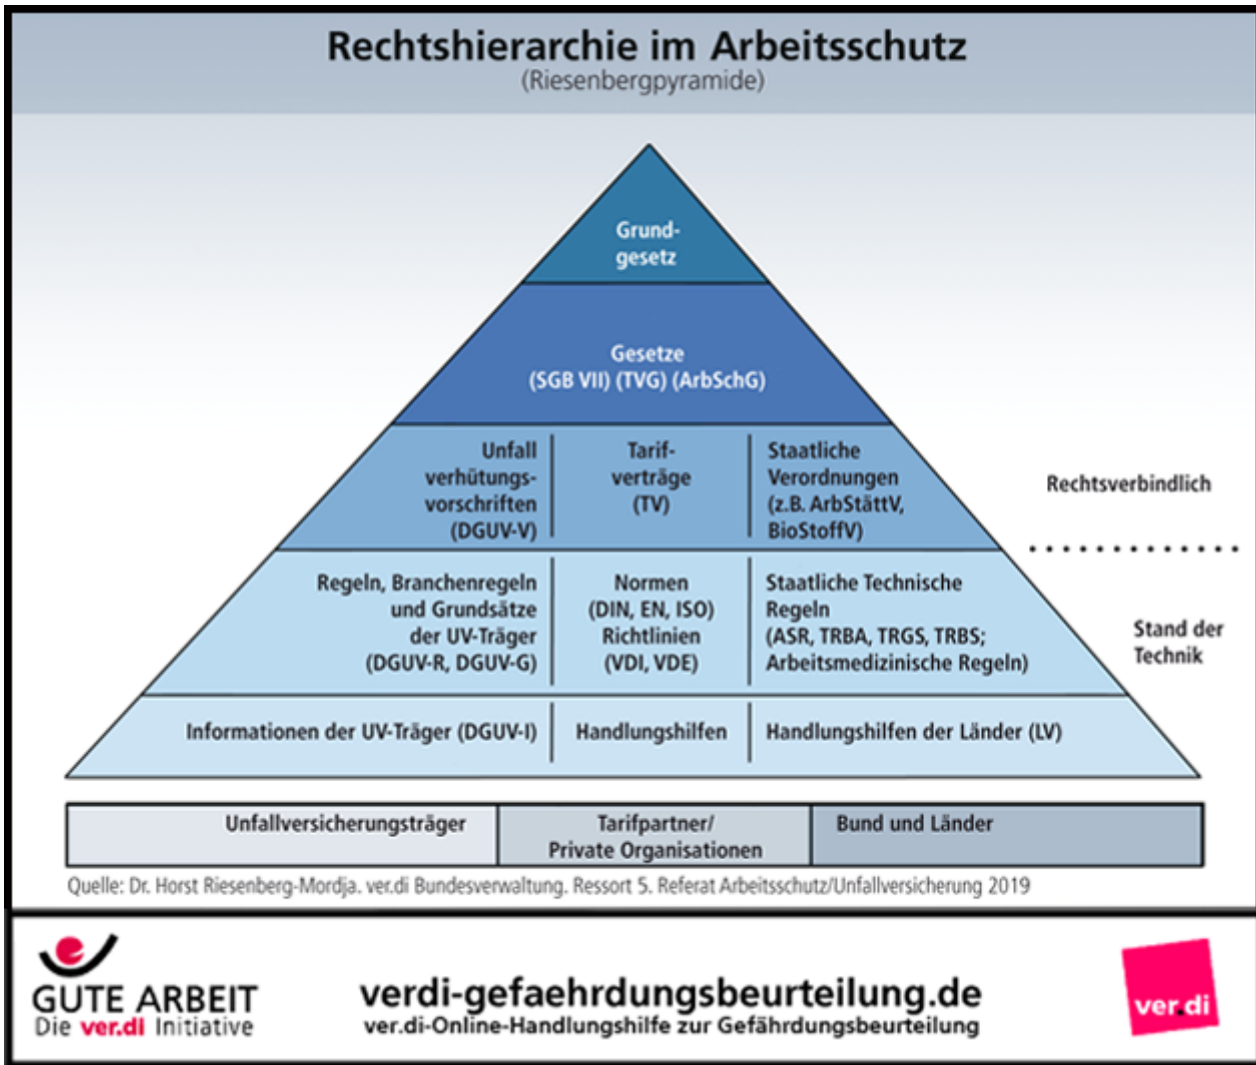 Rechtshierarchie im Arbeitsschutz
(Riesenbergpyramide)
Grund-
gesetz
Gesetze
(SGB VII) (TVG) (ArbSchG)
Unfall
verhütungs-
vorschriften
(DGUV-V)
Tarif-
verträge
(TV)
Staatliche
Verordnungen
(z.B. ArbStättV,
BioStoffV)
Rechtsverbindlich
Regeln, Branchenregeln
und Grundsätze
der UV-Träger
(DGUV-R, DGUV-G)
Normen
(DIN, EN, ISO)
Richtlinien
(VDI, VDE)
Staatliche Technische
Regeln
(ASR, TRBA, TRGS, TRBS;
Arbeitsmedizinische Regeln)
Stand der
Technik
Informationen der UV-Träger (DGUV-I)
Handlungshilfen
Handlungshilfen der Länder (LV)
Unfallversicherungsträger
Tarifpartner/
Private Organisationen
Bund und Länder
Quelle: Dr. Horst Riesenberg-Mordja. ver.di Bundesverwaltung. Ressort 5. Referat Arbeitsschutz/Unfallversicherung 2019
GUTE ARBEIT
Die ver.di Initiative
verdi-gefaehrdungsbeurteilung.de
ver.di-Online-Handlungshilfe zur Gefährdungsbeurteilung
ver.di